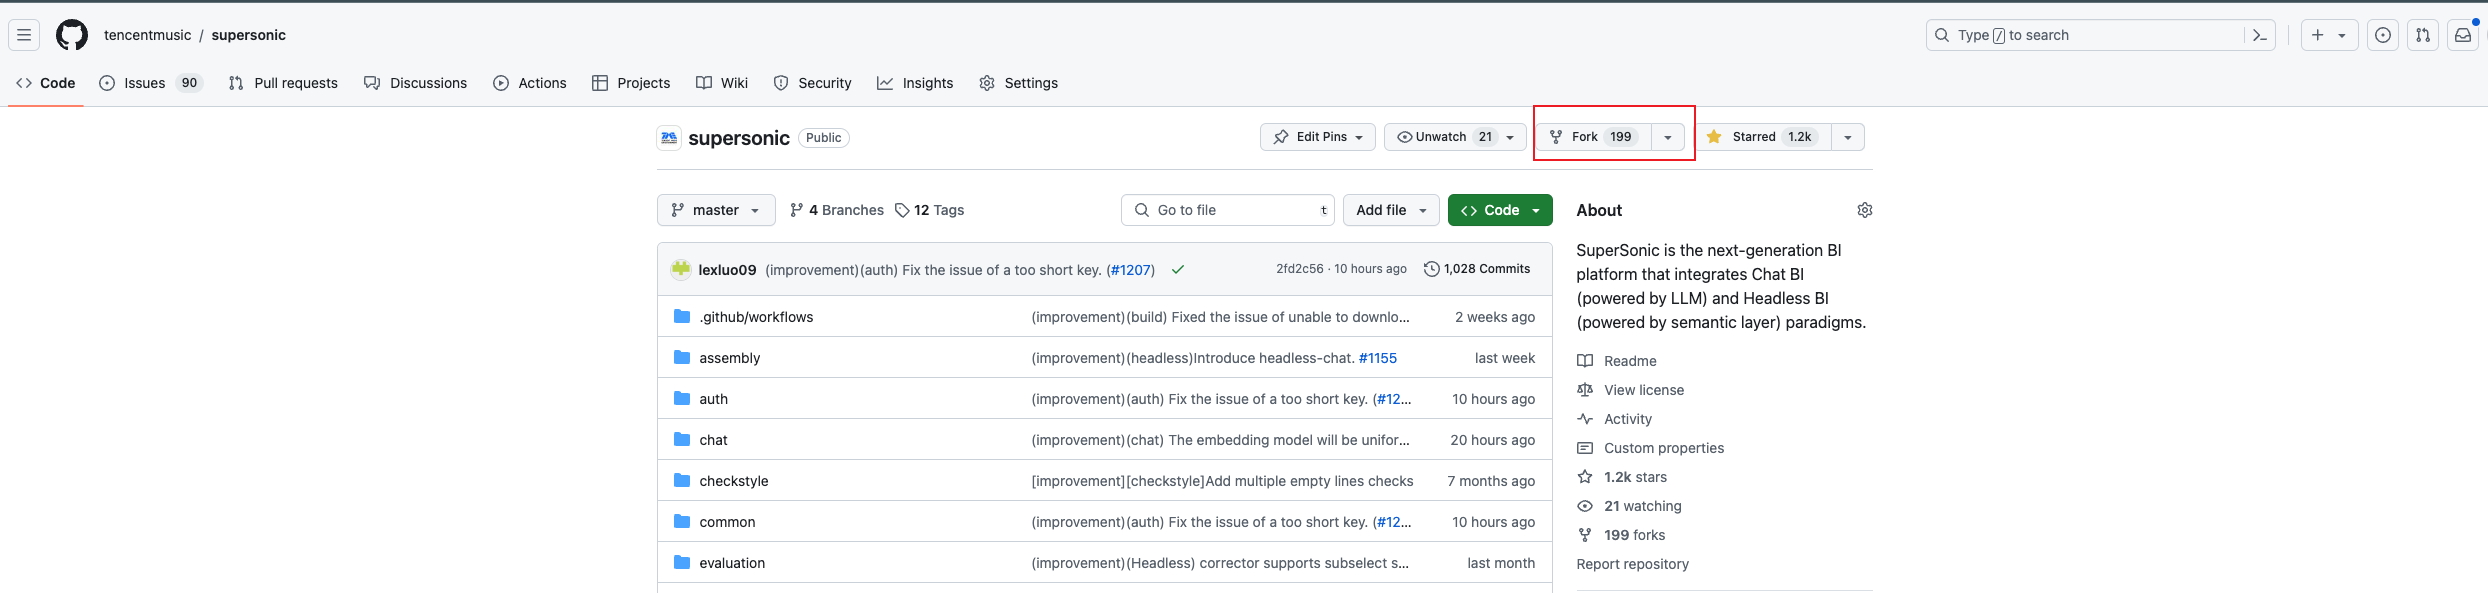 tencentmusic / supersonic
Type / to search
Code
Issues 90
Pull requests
Discussions
Actions
Projects
Wiki
Security
Insights
Settings
supersonic Public
Edit Pins
Unwatch 21
Fork 199
Starred 1.2k
master
4 Branches
12 Tags
Go to file t
Add file
Code
lexluo09 (improvement)(auth) Fix the issue of a too short key. (#1207)
2fd2c56 · 10 hours ago
1,028 Commits
.github/workflows (improvement)(build) Fixed the issue of unable to downlo... 2 weeks ago
assembly (improvement)(headless)Introduce headless-chat. #1155 last week
auth (improvement)(auth) Fix the issue of a too short key. (#12... 10 hours ago
chat (improvement)(chat) The embedding model will be unifor... 20 hours ago
checkstyle [improvement][checkstyle]Add multiple empty lines checks 7 months ago
common (improvement)(auth) Fix the issue of a too short key. (#12... 10 hours ago
evaluation (improvement)(Headless) corrector supports subselect s... last month
About
SuperSonic is the next-generation BI
platform that integrates Chat BI
(powered by LLM) and Headless BI
(powered by semantic layer) paradigms.
Readme
View license
Activity
Custom properties
1.2k stars
21 watching
199 forks
Report repository